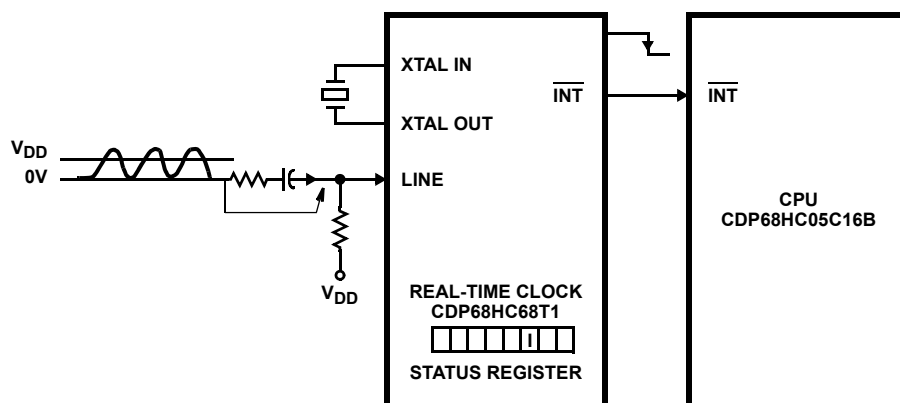 XTAL IN
INT
INT
XTAL OUT
VDD
0V
LINE
CPU
CDP68HC05C16B
VDD
REAL-TIME CLOCK
CDP68HC68T1
I
STATUS REGISTER